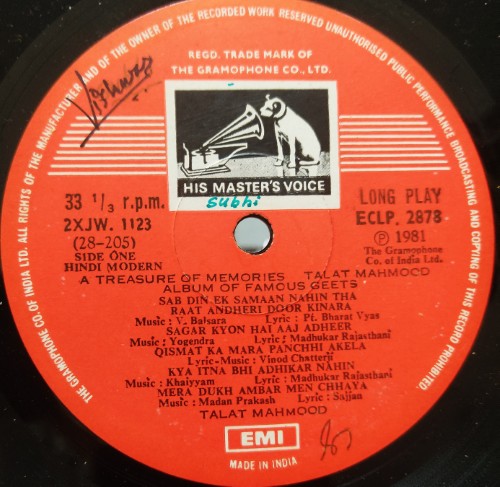 ALL RIGHTS OF THE MANUFACTURER AND OF THE OWNER OF THE RECORDED WORK RESERVED UNAUTHORISED PUBLIC PERFORMANCE BROADCASTING AND COPYING OF THIS RECORD PROHIBITED.
THE GRAMOPHONE CO. OF INDIA LTD.
REGD. TRADE MARK OF
THE GRAMOPHONE CO., LTD.
Vishwas
HIS MASTER'S VOICE
subhi
33 1/3 r.p.m.
2XJW. 1123
(28-205)
SIDE ONE
HINDI MODERN
LONG PLAY
ECLP. 2878
Ⓟ 1981
The Gramophone
Co. of India Ltd.
A TREASURE OF MEMORIES TALAT MAHMOOD
ALBUM OF FAMOUS GEETS
SAB DIN EK SAMAAN NAHIN THA
RAAT ANDHERI DOOR KINARA
Music : V. Balsara Lyric : Pt. Bharat Vyas
SAGAR KYON HAI AAJ ADHEER
Music : Yogendra Lyric : Madhukar Rajasthani
QISMAT KA MARA PANCHHI AKELA
Lyric-Music : Vinod Chatterji
KYA ITNA BHI ADHIKAR NAHIN
Music : Khaiyyam Lyric : Madhukar Rajasthani
MERA DUKH AMBAR MEN CHHAYA
Music : Madan Prakash Lyric : Sajjan
TALAT MAHMOOD
EMI
MADE IN INDIA